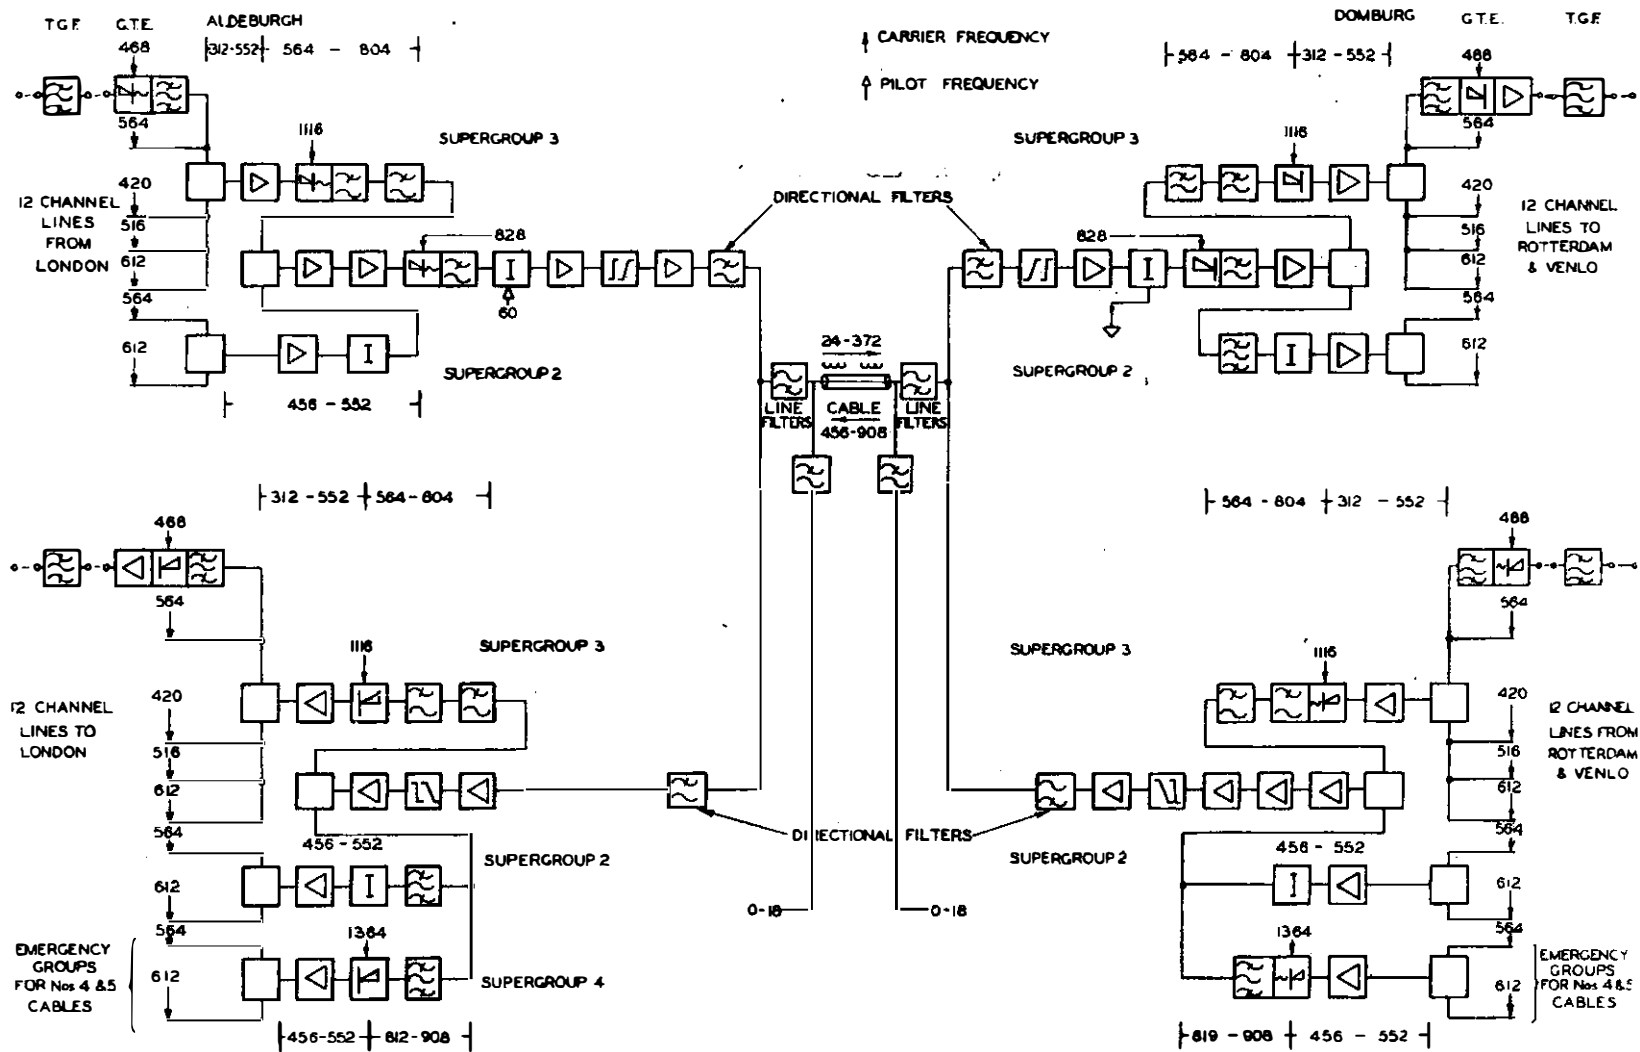 T.G.F. G.T.E. ALDEBURGH
468
312-552 564 - 804
564
1116
SUPERGROUP 3
420
12 CHANNEL
LINES
FROM
LONDON
516
612
564
612
828
60
SUPERGROUP 2
456 - 552
CARRIER FREQUENCY
PILOT FREQUENCY
DIRECTIONAL FILTERS
24-372
LINE
FILTERS
CABLE
456-908
LINE
FILTERS
DOMBURG G.T.E. T.G.F.
564 - 804 312-552
488
564
1116
SUPERGROUP 3
420
516
612
564
612
12 CHANNEL
LINES TO
ROTTERDAM
& VENLO
828
SUPERGROUP 2
312 - 552 564-804
468
564
SUPERGROUP 3
1116
420
12 CHANNEL
LINES TO
LONDON
516
612
564
456 - 552
SUPERGROUP 2
612
564
1364
EMERGENCY
GROUPS
FOR Nos 4 & 5
CABLES
612
SUPERGROUP 4
456-552 812-908
DIRECTIONAL FILTERS
0-18
0-18
564 - 804 312 - 552
488
564
SUPERGROUP 3
1116
420
516
612
564
12 CHANNEL
LINES FROM
ROTTERDAM
& VENLO
SUPERGROUP 2
456 - 552
612
564
1364
612
EMERGENCY
GROUPS
FOR Nos 4 & 5
CABLES
819 - 908 456 - 552